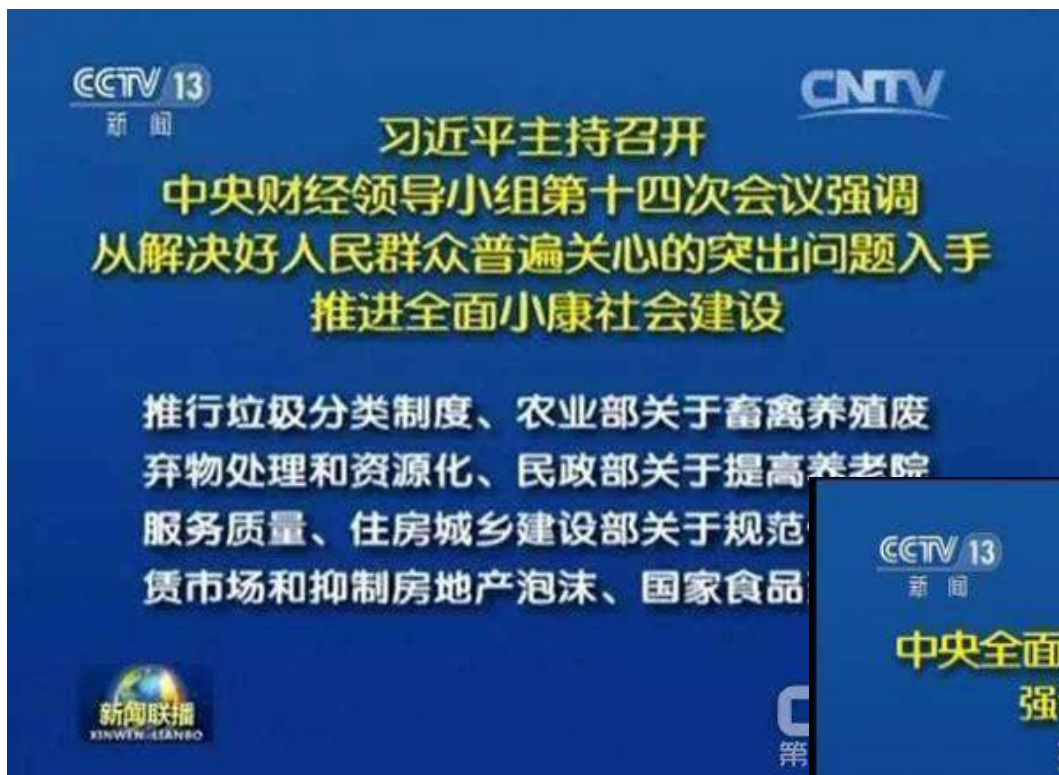 CCTV 13
新闻
CNTV
习近平主持召开
中央财经领导小组第十四次会议强调
从解决好人民群众普遍关心的突出问题入手
推进全面小康社会建设
推行垃圾分类制度、农业部关于畜禽养殖废
弃物处理和资源化、民政部关于提高养老院
服务质量、住房城乡建设部关于规范
赁市场和抑制房地产泡沫、国家食品
新闻联播
XINWEN LIANBO
第
CCTV 13
新闻
中央全面
强